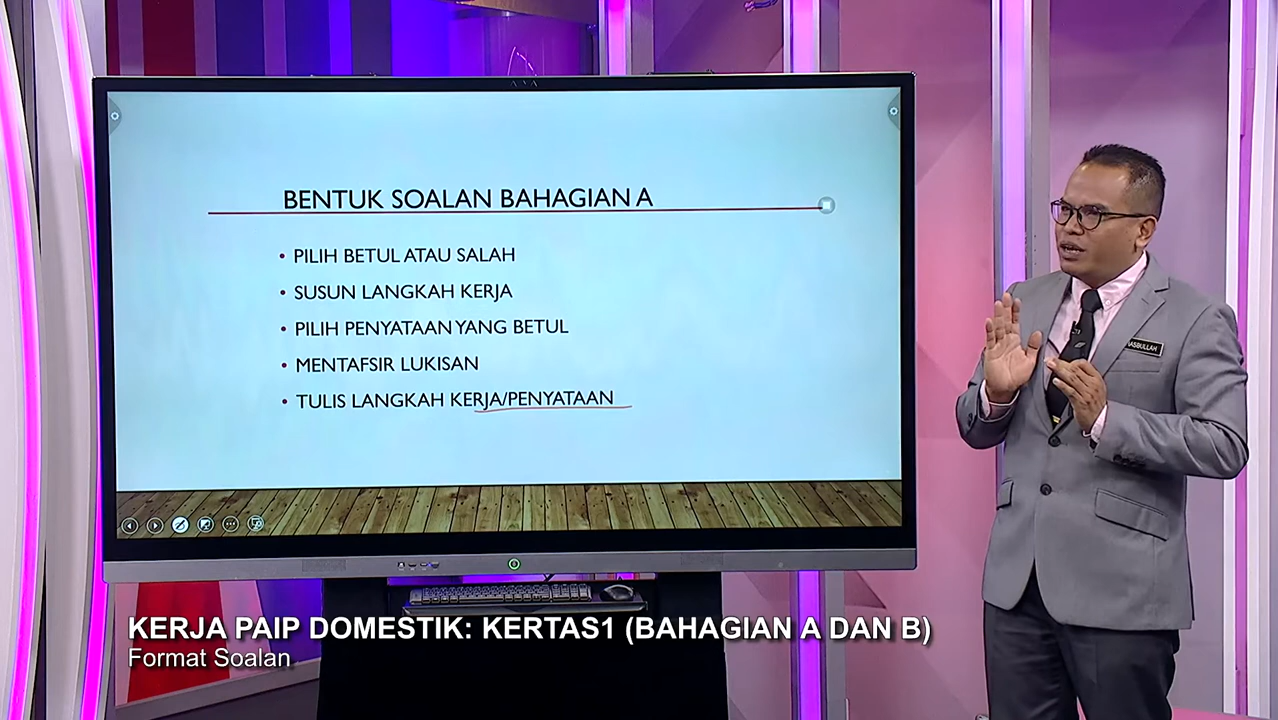 BENTUK SOALAN BAHAGIAN A
• PILIH BETUL ATAU SALAH
• SUSUN LANGKAH KERJA
• PILIH PENYATAAN YANG BETUL
• MENTAFSIR LUKISAN
• TULIS LANGKAH KERJA/PENYATAAN
KERJA PAIP DOMESTIK: KERTAS1 (BAHAGIAN A DAN B)
Format Soalan